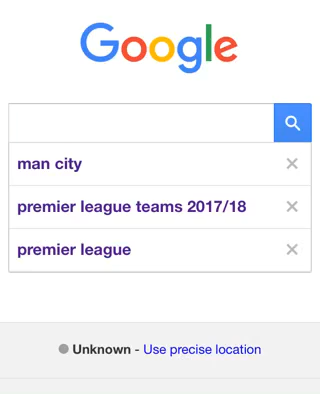 Google
man city
premier league teams 2017/18
premier league
Unknown - Use precise location